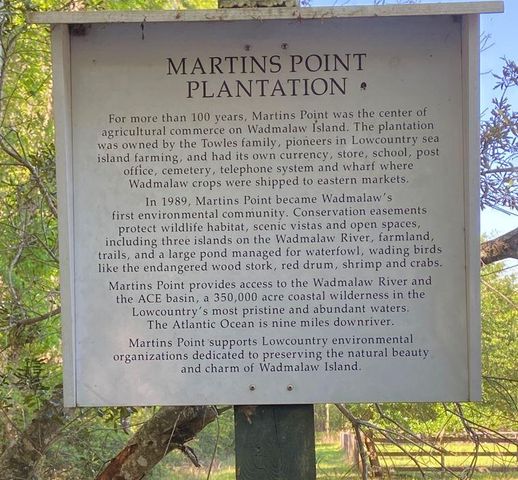 MARTINS POINT
PLANTATION
For more than 100 years, Martins Point was the center of
agricultural commerce on Wadmalaw Island. The plantation
was owned by the Towles family, pioneers in Lowcountry sea
island farming, and had its own currency, store, school, post
office, cemetery, telephone system and wharf where
Wadmalaw crops were shipped to eastern markets.
In 1989, Martins Point became Wadmalaw's
first environmental community. Conservation easements
protect wildlife habitat, scenic vistas and open spaces,
including three islands on the Wadmalaw River, farmland,
trails, and a large pond managed for waterfowl, wading birds
like the endangered wood stork, red drum, shrimp and crabs.
Martins Point provides access to the Wadmalaw River and
the ACE basin, a 350,000 acre coastal wilderness in the
Lowcountry's most pristine and abundant waters.
The Atlantic Ocean is nine miles downriver.
Martins Point supports Lowcountry environmental
organizations dedicated to preserving the natural beauty
and charm of Wadmalaw Island.